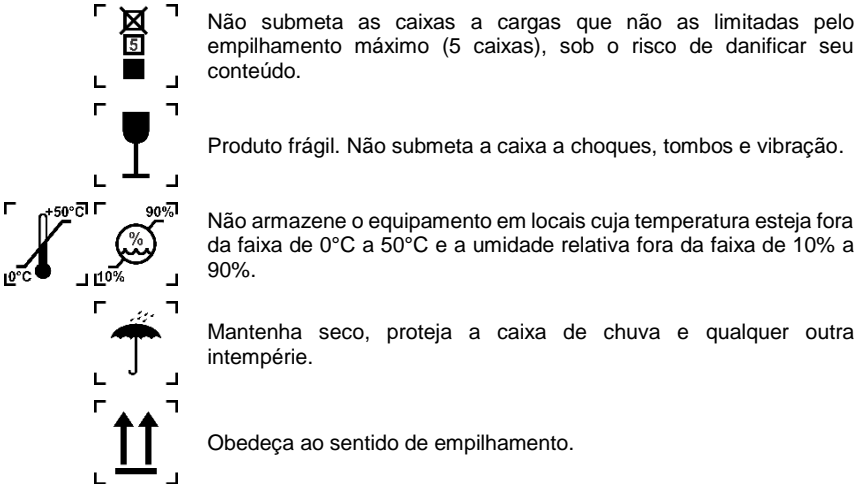 5
Não submeta as caixas a cargas que não as limitadas pelo
empilhamento máximo (5 caixas), sob o risco de danificar seu
conteúdo.
Produto frágil. Não submeta a caixa a choques, tombos e vibração.
+50°C
0°C
90%
%
10%
Não armazene o equipamento em locais cuja temperatura esteja fora
da faixa de 0°C a 50°C e a umidade relativa fora da faixa de 10% a
90%.
Mantenha seco, proteja a caixa de chuva e qualquer outra
intempérie.
Obedeça ao sentido de empilhamento.